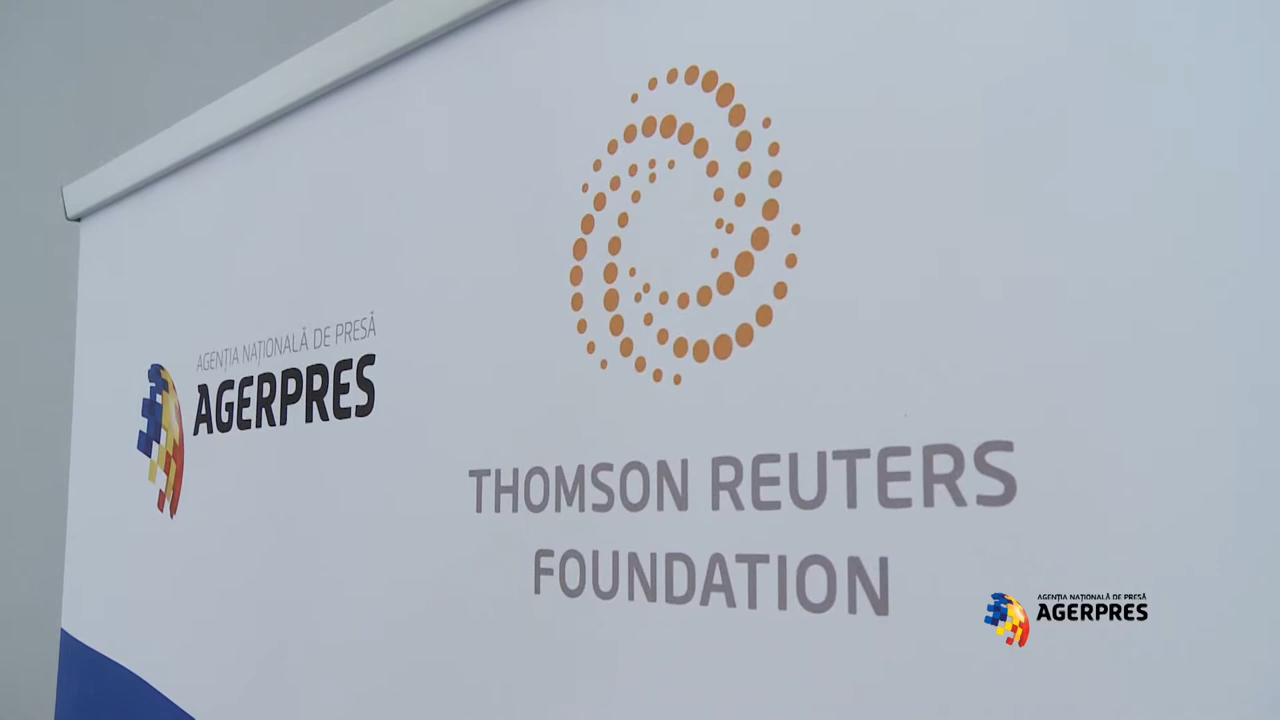 AGENȚIA NAȚIONALĂ DE PRESĂ
AGERPRES
THOMSON REUTERS
FOUNDATION
AGENȚIA NAȚIONALĂ DE PRESĂ
AGERPRES